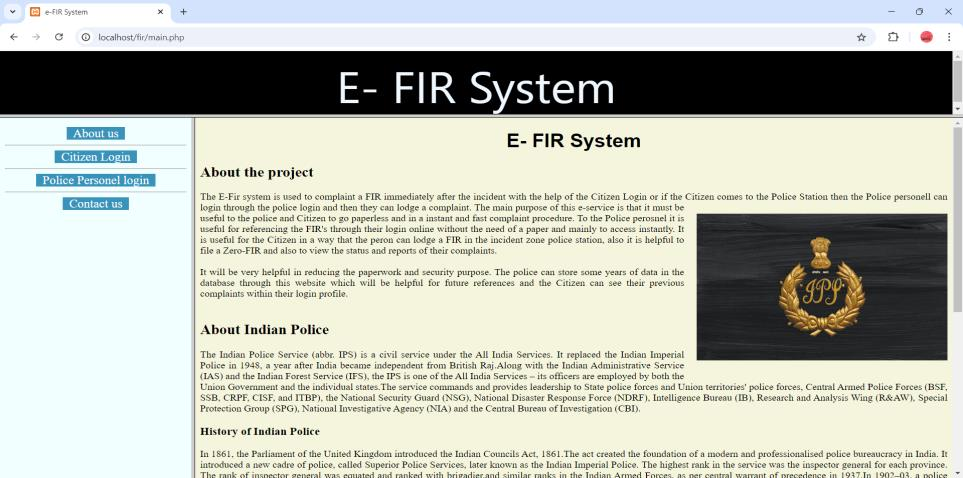 e-FIR System
localhost/fir/main.php
E- FIR System
About us
Citizen Login
Police Personel login
Contact us
E- FIR System
About the project
The E-Fir system is used to complaint a FIR immediately after the incident with the help of the Citizen Login or if the Citizen comes to the Police Station then the Police personell can
login through the police login and then they can lodge a complaint. The main purpose of this e-service is that it must be
useful to the police and Citizen to go paperless and in a instant and fast complaint procedure. To the Police perosnel it is
useful for referencing the FIR's through their login online without the need of a paper and mainly to access instantly. It
is useful for the Citizen in a way that the peron can lodge a FIR in the incident zone police station, also it is helpful to
file a Zero-FIR and also to view the status and reports of their complaints.
It will be very helpful in reducing the paperwork and security purpose. The police can store some years of data in the
database through this website which will be helpful for future references and the Citizen can see their previous
complaints within their login profile.
IPS
About Indian Police
The Indian Police Service (abbr. IPS) is a civil service under the All India Services. It replaced the Indian Imperial
Police in 1948, a year after India became independent from British Raj.Along with the Indian Administrative Service
(IAS) and the Indian Forest Service (IFS), the IPS is one of the All India Services – its officers are employed by both the
Union Government and the individual states.The service commands and provides leadership to State police forces and Union territories' police forces, Central Armed Police Forces (BSF,
SSB, CRPF, CISF, and ITBP), the National Security Guard (NSG), National Disaster Response Force (NDRF), Intelligence Bureau (IB), Research and Analysis Wing (R&AW), Special
Protection Group (SPG), National Investigative Agency (NIA) and the Central Bureau of Investigation (CBI).
History of Indian Police
In 1861, the Parliament of the United Kingdom introduced the Indian Councils Act, 1861.The act created the foundation of a modern and professionalised police bureaucracy in India. It
introduced a new cadre of police, called Superior Police Services, later known as the Indian Imperial Police. The highest rank in the service was the inspector general for each province.
The rank of inspector general was equated and ranked with brigadier,and similar ranks in the Indian Armed Forces, as per central warrant of precedence in 1937.In 1902–03, a police